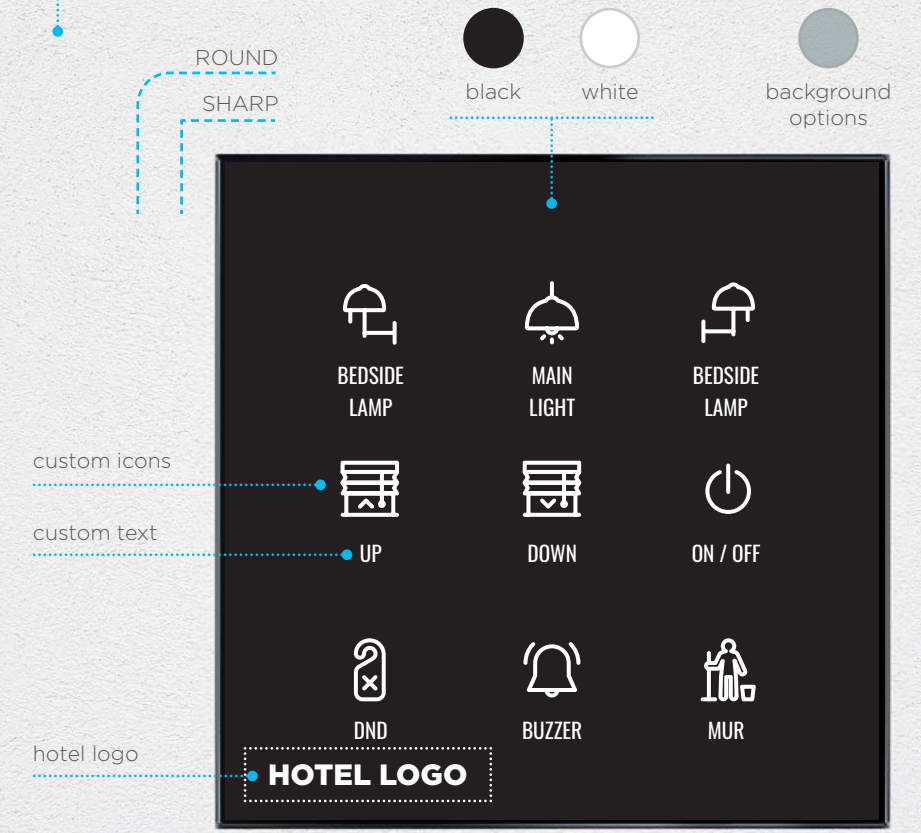 ROUND
SHARP
black
white
background
options
BEDSIDE
LAMP
MAIN
LIGHT
BEDSIDE
LAMP
custom icons
custom text
UP
DOWN
ON / OFF
DND
BUZZER
MUR
hotel logo
HOTEL LOGO